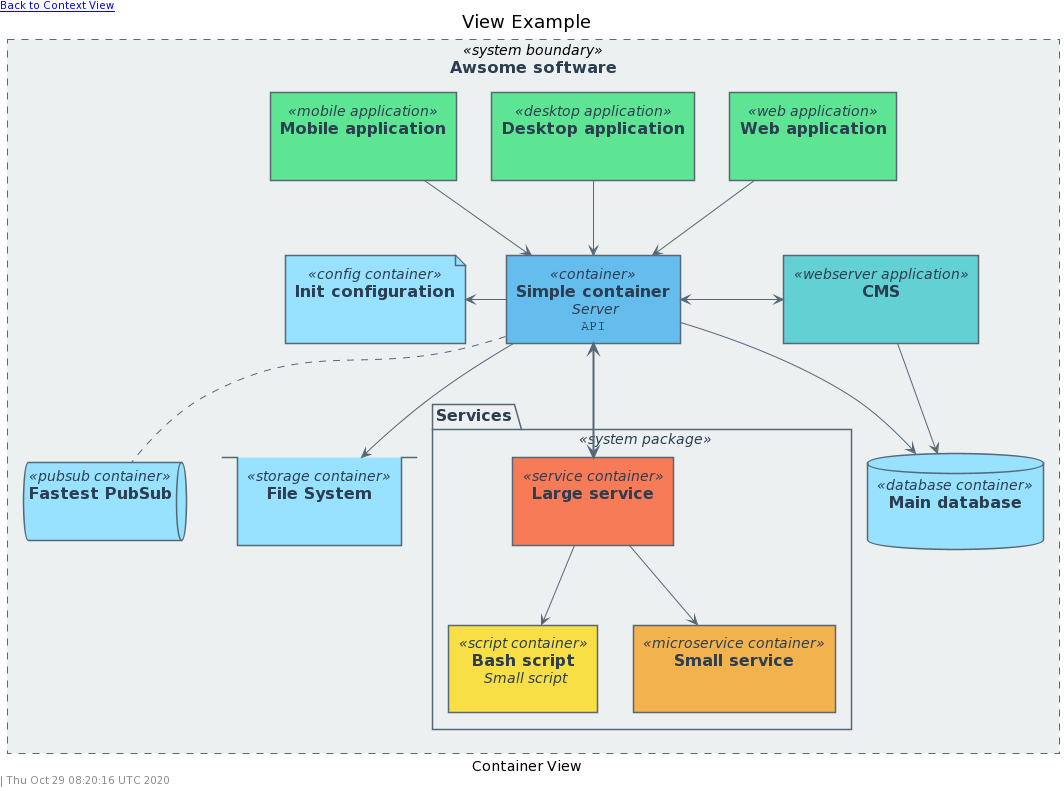 Back to Context View
View Example
«system boundary»
Awsome software
«mobile application»
Mobile application
«desktop application»
Desktop application
«web application»
Web application
«config container»
Init configuration
«container»
Simple container
Server
API
«webserver application»
CMS
Services
«system package»
«pubsub container»
Fastest PubSub
«storage container»
File System
«service container»
Large service
«database container»
Main database
«script container»
Bash script
Small script
«microservice container»
Small service
Container View
| Thu Oct 29 08:20:16 UTC 2020